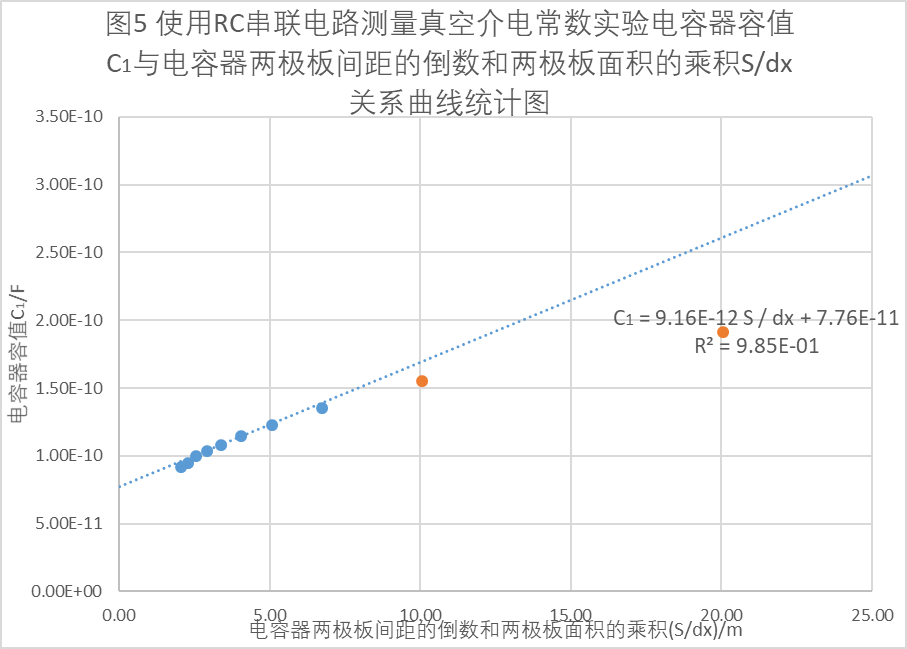 图5 使用RC串联电路测量真空介电常数实验电容器容值
C₁与电容器两极板间距的倒数和两极板面积的乘积S/dx
关系曲线统计图
3.50E-10
3.00E-10
2.50E-10
2.00E-10
1.50E-10
1.00E-10
5.00E-11
0.00E+00
电容器容值C₁/F
C₁ = 9.16E-12 S / dx + 7.76E-11
R² = 9.85E-01
0.00 5.00 10.00 15.00 20.00 25.00
电容器两极板间距的倒数和两极板面积的乘积(S/dx)/m